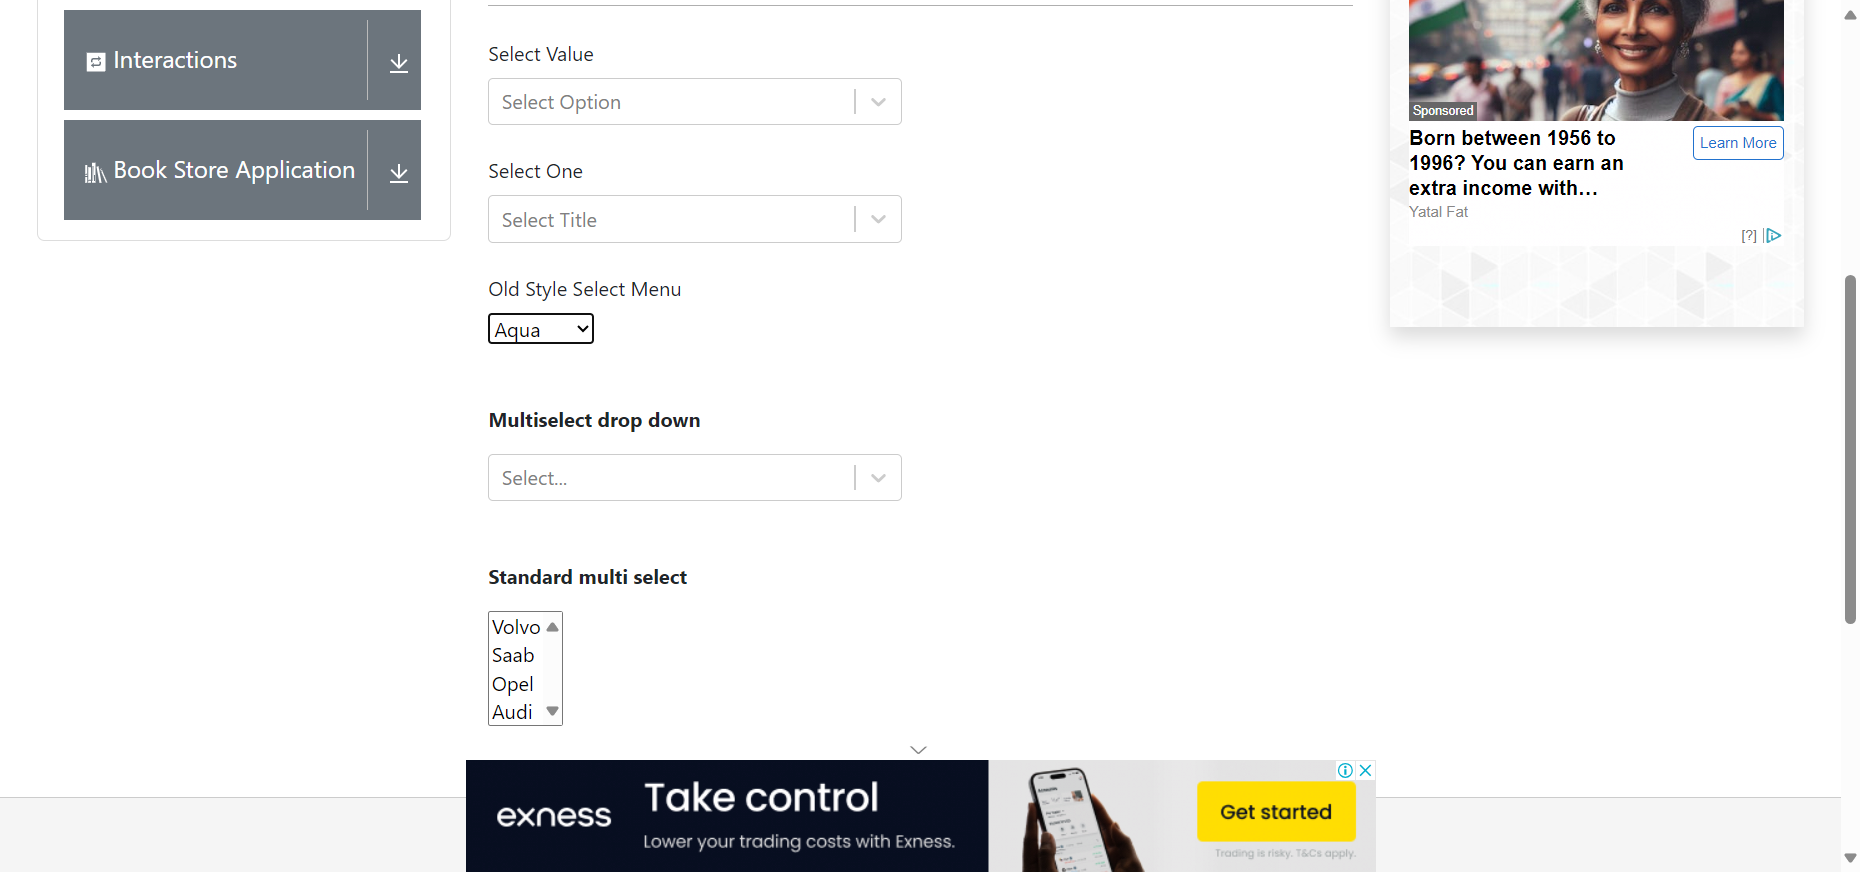 Interactions
Book Store Application
Select Value
Select Option
Select One
Select Title
Old Style Select Menu
Aqua
Multiselect drop down
Select...
Standard multi select
Volvo
Saab
Opel
Audi
Sponsored
Born between 1956 to
1996? You can earn an
extra income with…
Learn More
Yatal Fat
[?]
exness
Take control
Lower your trading costs with Exness.
Get started
Trading is risky. T&Cs apply.